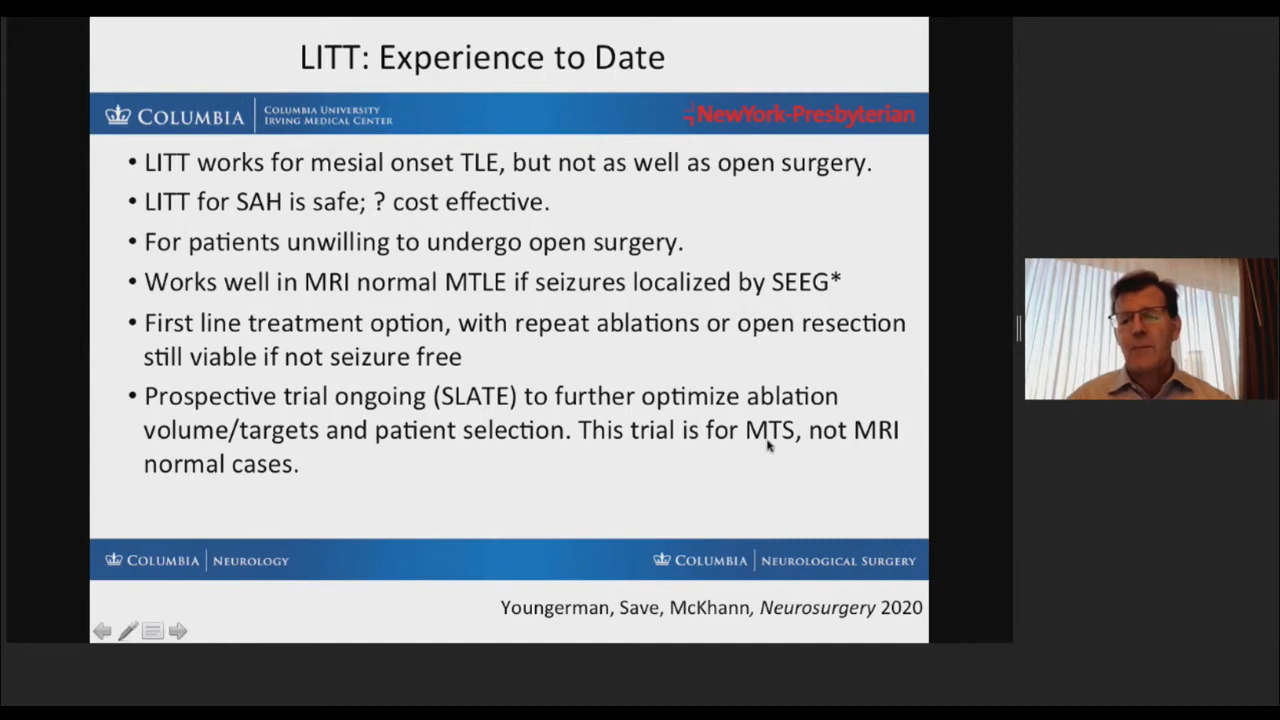 LITT: Experience to Date
COLUMBIA
COLUMBIA UNIVERSITY
IRVING MEDICAL CENTER
NewYork-Presbyterian
• LITT works for mesial onset TLE, but not as well as open surgery.
• LITT for SAH is safe; ? cost effective.
• For patients unwilling to undergo open surgery.
• Works well in MRI normal MTLE if seizures localized by SEEG*
• First line treatment option, with repeat ablations or open resection
still viable if not seizure free
• Prospective trial ongoing (SLATE) to further optimize ablation
volume/targets and patient selection. This trial is for MTS, not MRI
normal cases.
COLUMBIA | NEUROLOGY
COLUMBIA | NEUROLOGICAL SURGERY
Youngerman, Save, McKhann, Neurosurgery 2020